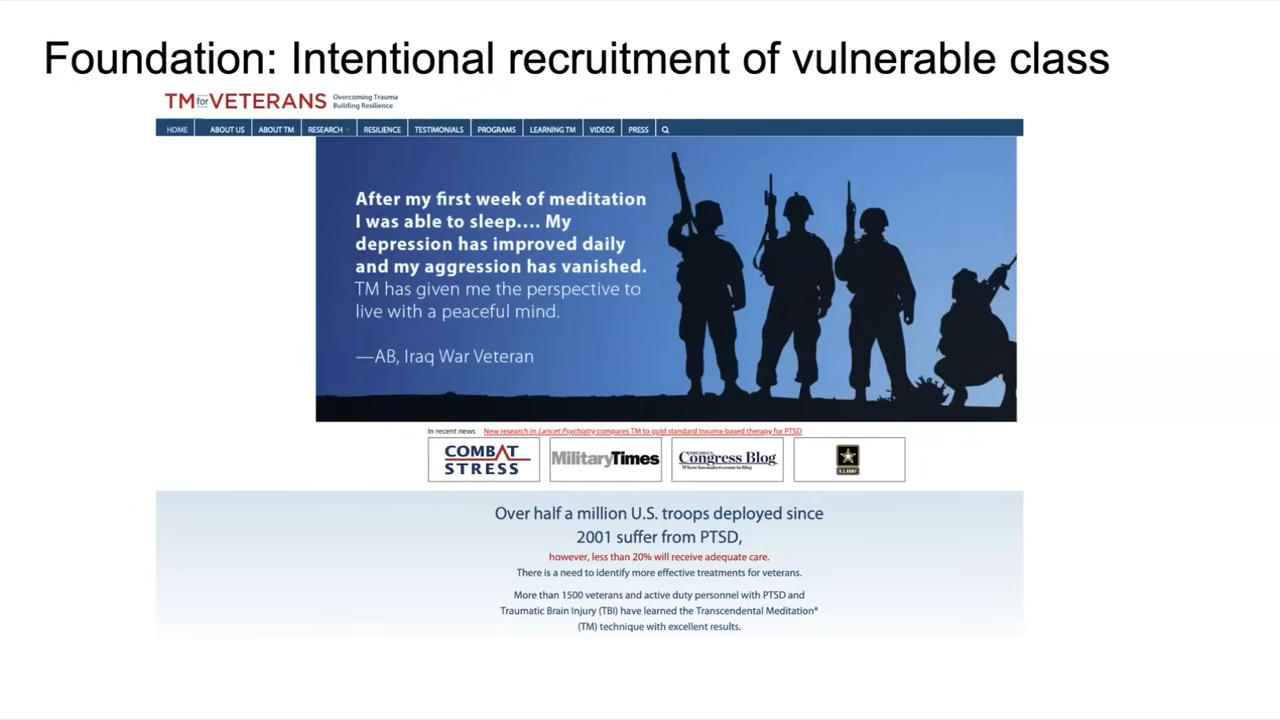 Foundation: Intentional recruitment of vulnerable class
TM for VETERANS
Overcoming Trauma
Building Resilience
HOME ABOUT US ABOUT TM RESEARCH RESILIENCE TESTIMONIALS PROGRAMS LEARNING TM VIDEOS PRESS
After my first week of meditation
I was able to sleep.... My
depression has improved daily
and my aggression has vanished.
TM has given me the perspective to
live with a peaceful mind.
—AB, Iraq War Veteran
In recent news New research in Lancet Psychiatry compares TM to gold standard trauma-based therapy for PTSD
COMBAT
STRESS
MilitaryTimes
Congress Blog
Where lawmakers come to blog
U.S.ARMY
Over half a million U.S. troops deployed since
2001 suffer from PTSD,
however, less than 20% will receive adequate care.
There is a need to identify more effective treatments for veterans.
More than 1500 veterans and active duty personnel with PTSD and
Traumatic Brain Injury (TBI) have learned the Transcendental Meditation®
(TM) technique with excellent results.